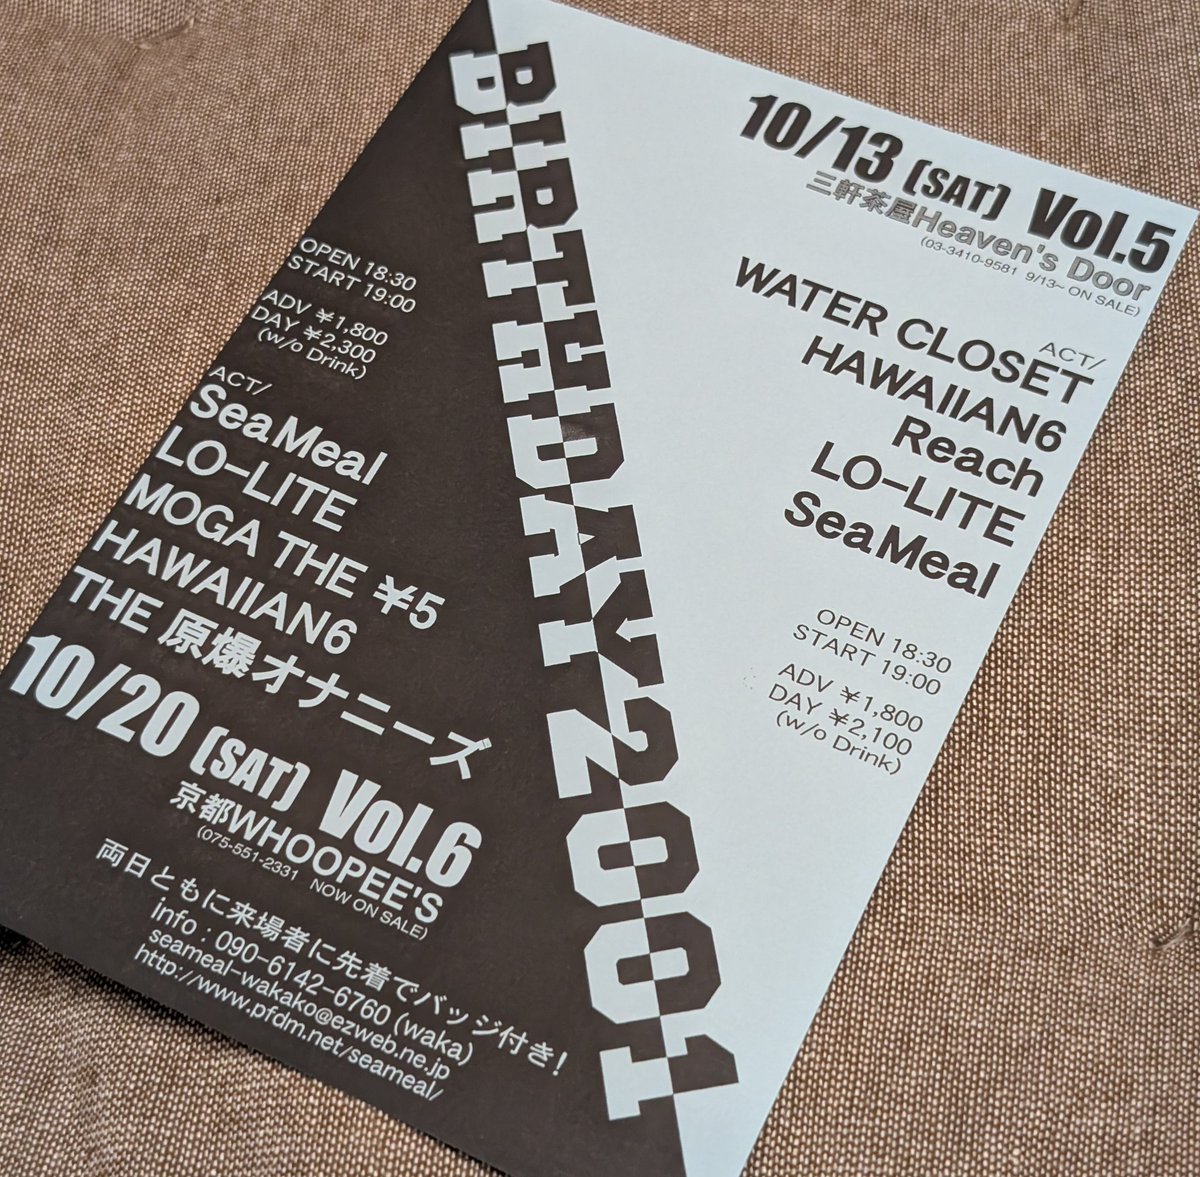 BIRTHDAY2001
10/13 (SAT) Vol.5
三軒茶屋Heaven's Door
(03-3410-9581 9/13~ ON SALE)
ACT/
WATER CLOSET
HAWAIIAN6
Reach
LO-LITE
SeaMeal
OPEN 18:30
START 19:00
ADV ¥1,800
DAY ¥2,100
(w/o Drink)
OPEN 18:30
START 19:00
ADV ¥1,800
DAY ¥2,300
(w/o Drink)
ACT/
SeaMeal
LO-LITE
MOGA THE ¥5
HAWAIIAN6
THE 原爆オナニーズ
10/20 (SAT) Vol.6
京都WHOOPEE'S
(075-551-2331 NOW ON SALE)
両日ともに来場者に先着でバッジ付き!
info : 090-6142-6760 (waka)
seameal-wakako@ezweb.ne.jp
http://www.pfdm.net/seameal/